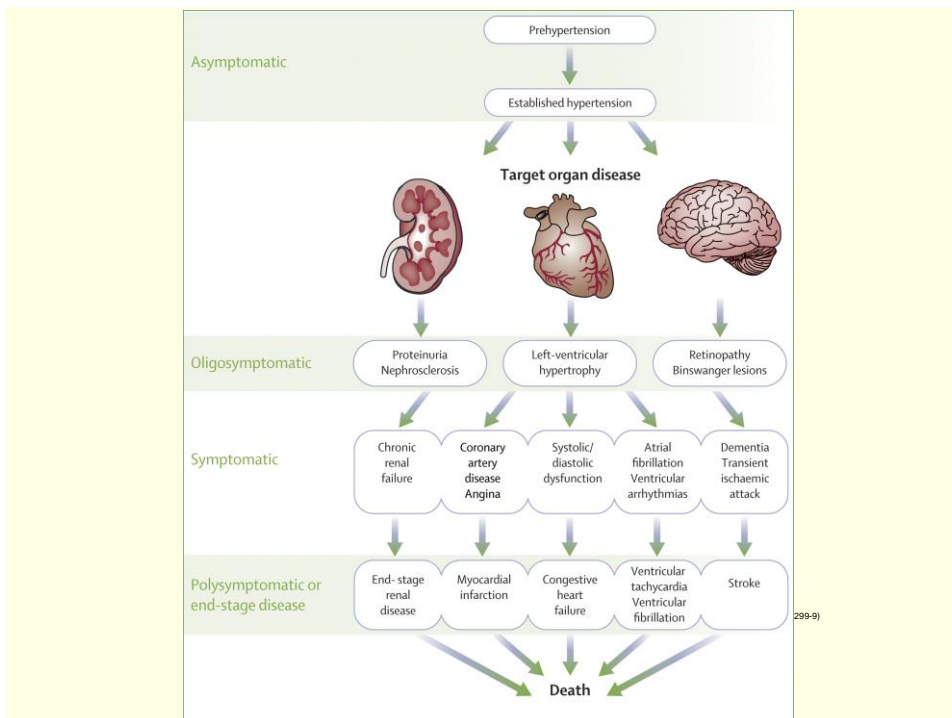 Prehypertension
Asymptomatic
Established hypertension
Target organ disease
Oligosymptomatic
Proteinuria
Nephrosclerosis
Left-ventricular
hypertrophy
Retinopathy
Binswanger lesions
Symptomatic
Chronic
renal
failure
Coronary
artery
disease
Angina
Systolic/
diastolic
dysfunction
Atrial
fibrillation
Ventricular
arrhythmias
Dementia
Transient
ischaemic
attack
Polysymptomatic or
end-stage disease
End- stage
renal
disease
Myocardial
infarction
Congestive
heart
failure
Ventricular
tachycardia
Ventricular
fibrillation
Stroke
299-9)
Death